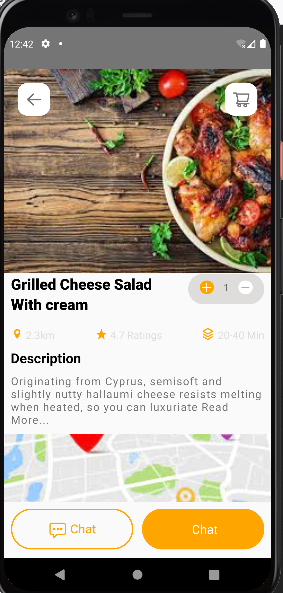 12:42
Grilled Cheese Salad
With cream
1
2.3km
4.7 Ratings
20-40 Min
Description
Originating from Cyprus, semisoft and
slightly nutty hallaumi cheese resists melting
when heated, so you can luxuriate Read
More...
Chat
Chat